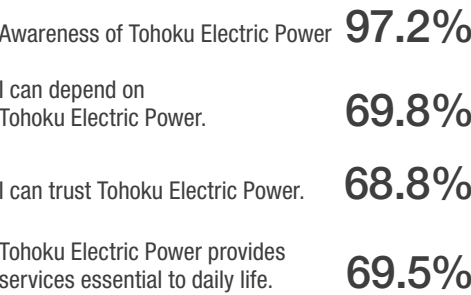 Awareness of Tohoku Electric Power 97.2%
I can depend on
Tohoku Electric Power. 69.8%
I can trust Tohoku Electric Power. 68.8%
Tohoku Electric Power provides
services essential to daily life. 69.5%